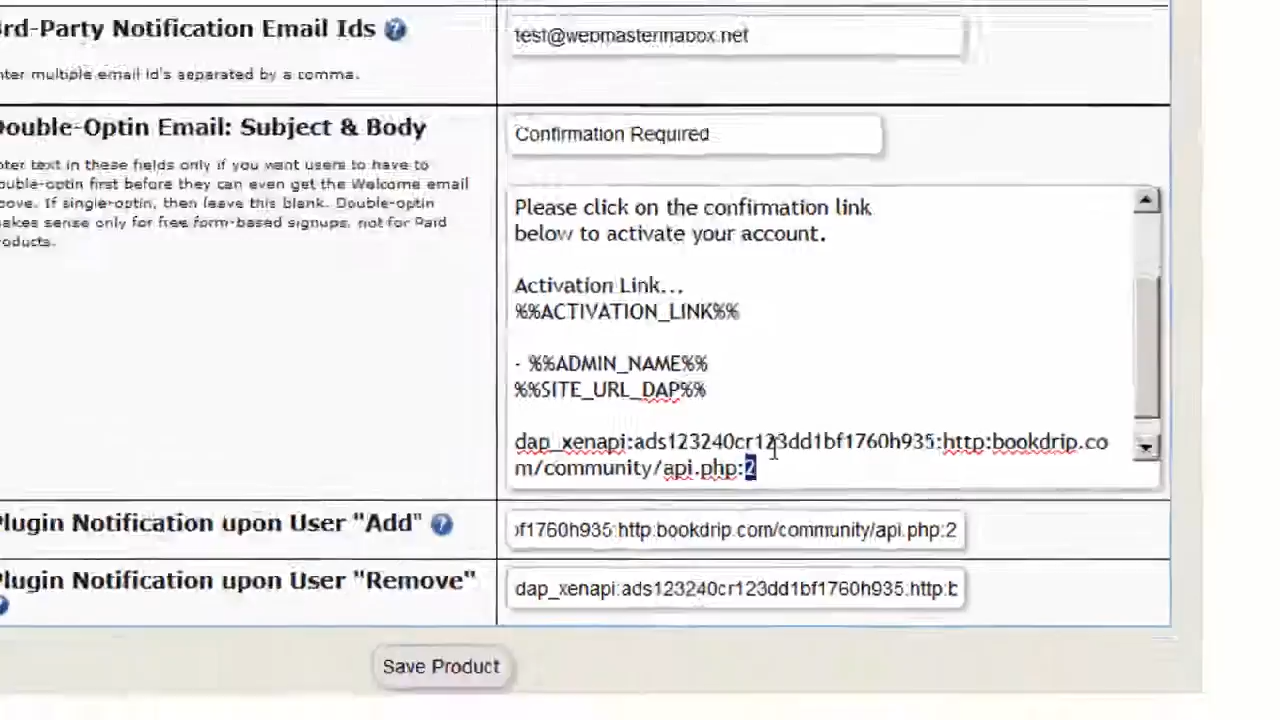 3rd-Party Notification Email Ids
test@webmasterinabox.net
nter multiple email id's separated by a comma.
Double-Optin Email: Subject & Body
Confirmation Required
nter text in these fields only if you want users to have to
ouble-optin first before they can even get the Welcome email
bove. If single-optin, then leave this blank. Double-optin
akes sense only for free form-based signups, not for Paid
roducts.
Please click on the confirmation link
below to activate your account.
Activation Link...
%%ACTIVATION_LINK%%
- %%ADMIN_NAME%%
%%SITE_URL_DAP%%
dap_xenapi:ads123240cr123dd1bf1760h935:http:bookdrip.co
m/community/api.php:2
Plugin Notification upon User "Add"
bf1760h935:http:bookdrip.com/community/api.php:2
Plugin Notification upon User "Remove"
dap_xenapi:ads123240cr123dd1bf1760h935:http:b
Save Product